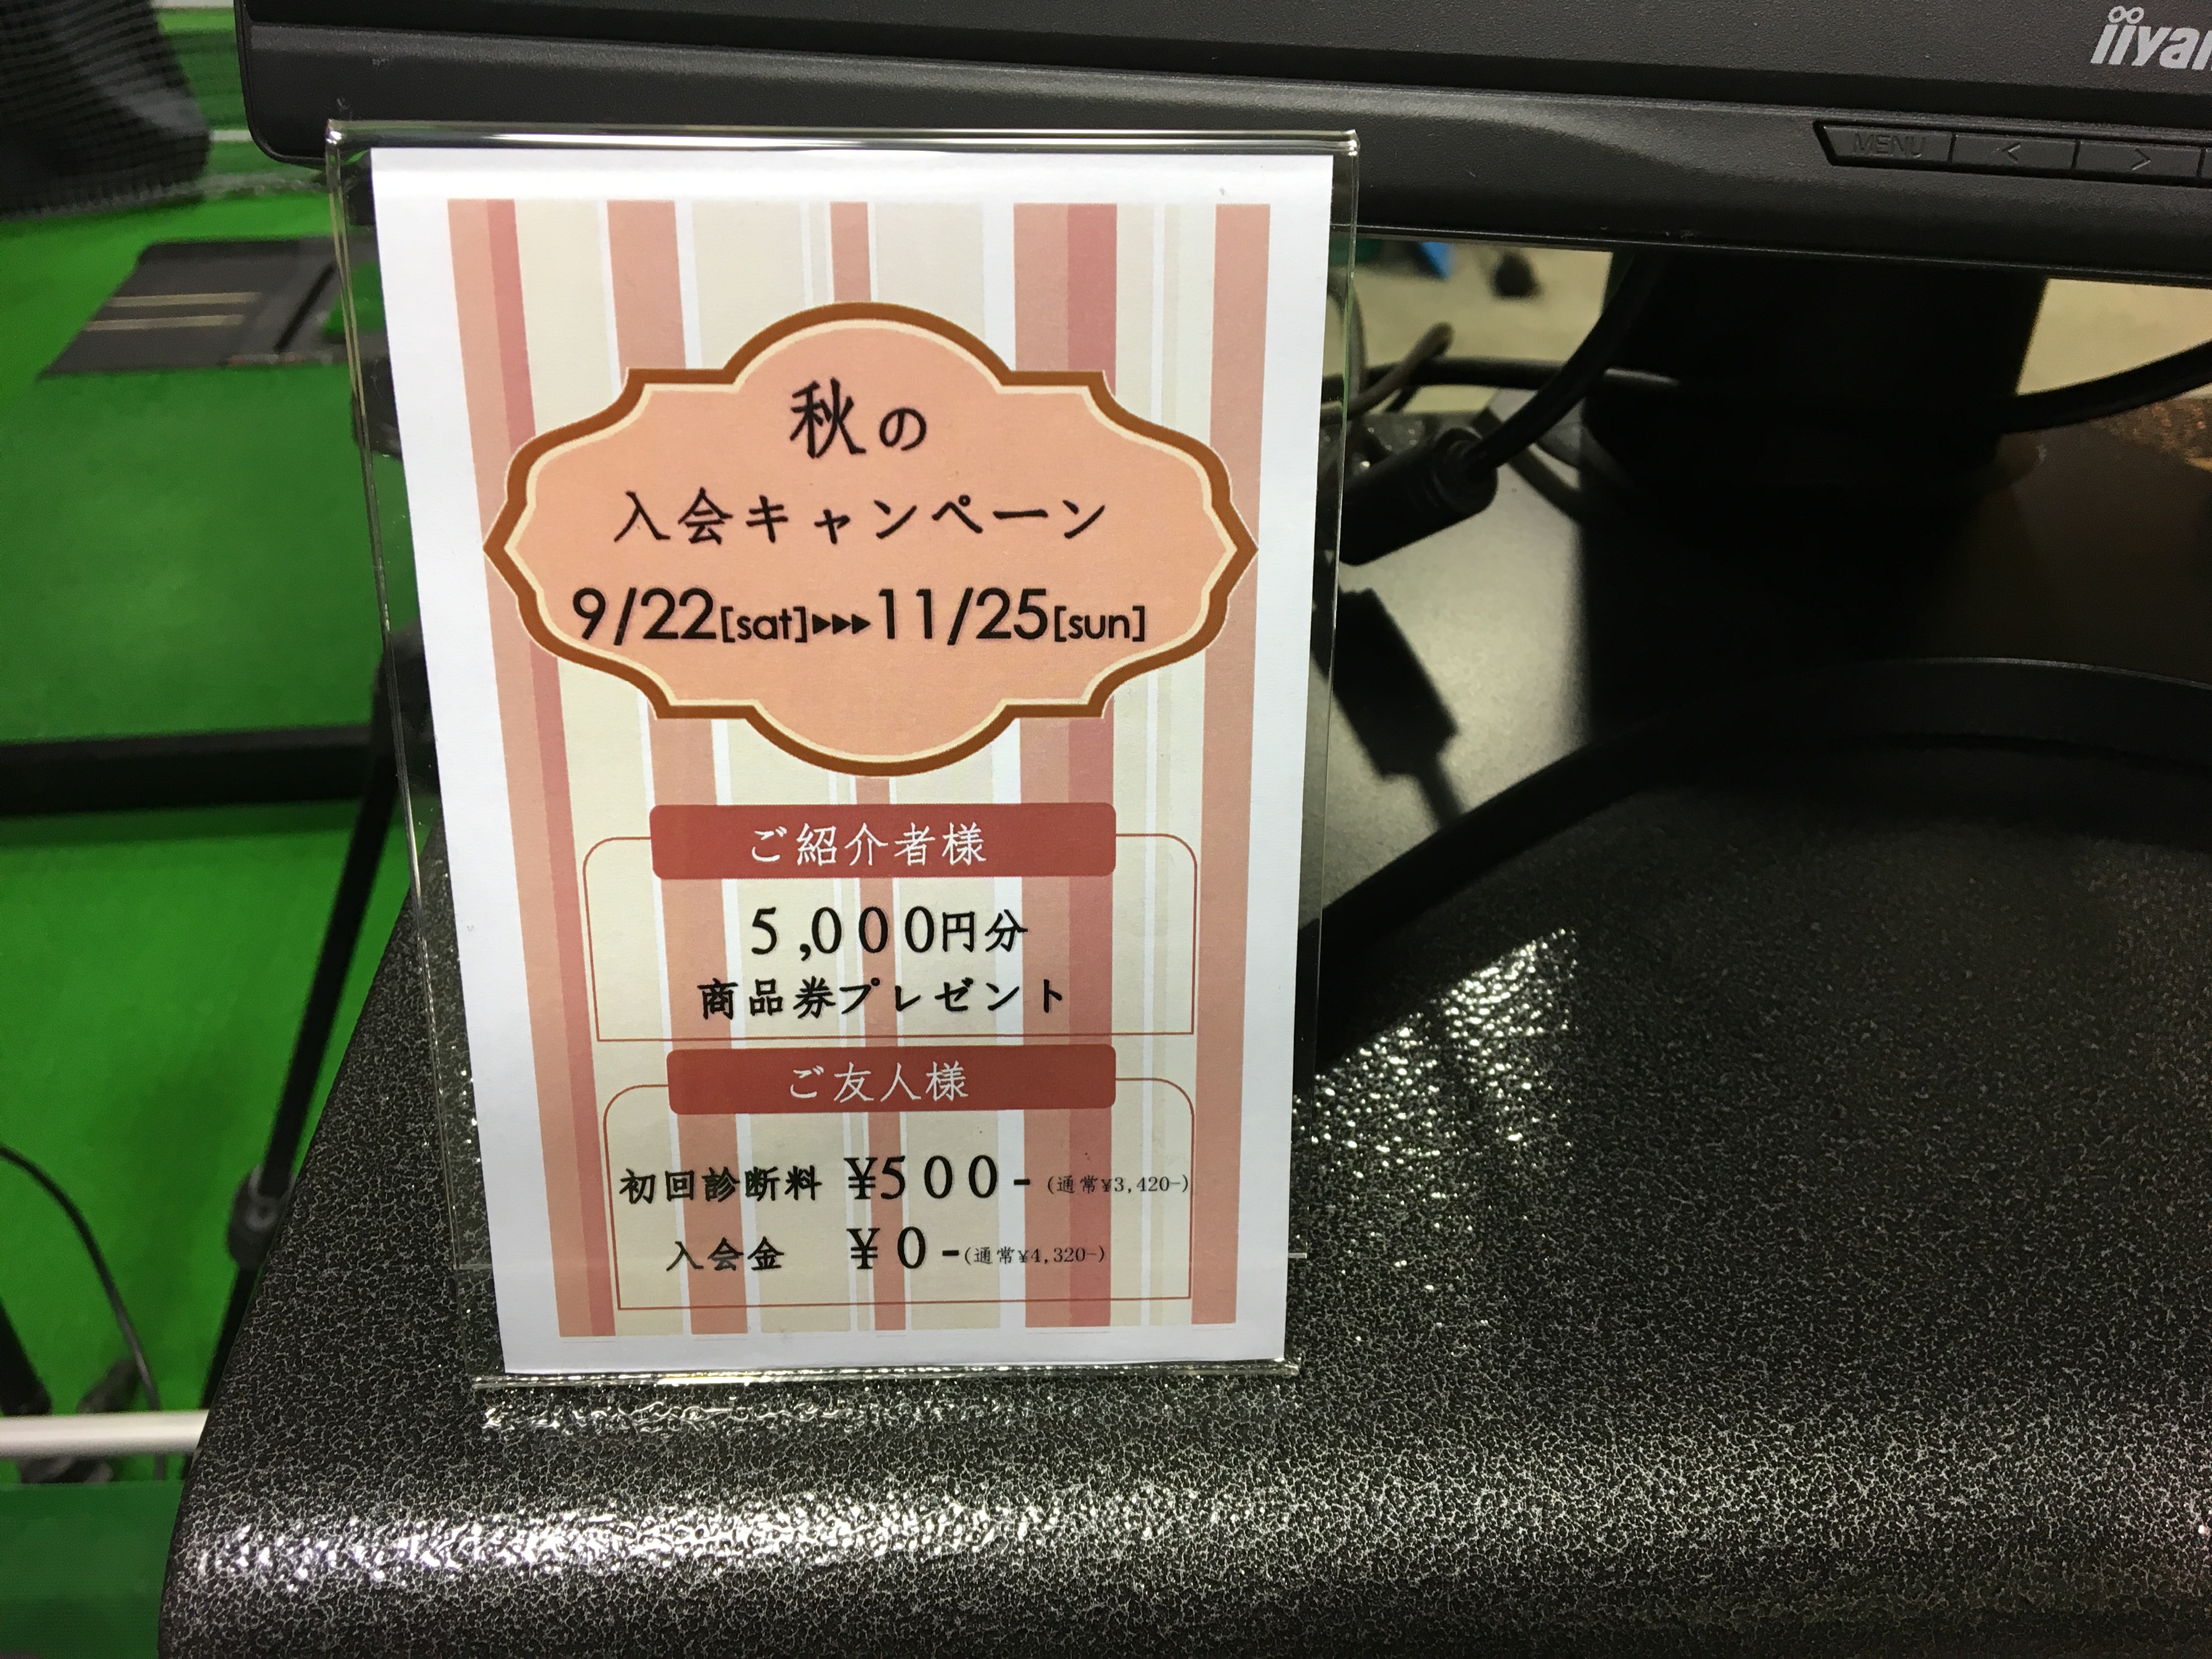 iiya
MENU < >
秋の
入会キャンペーン
9/22[sat]▸▸▸11/25[sun]
ご紹介者様
5,000円分
商品券プレゼント
ご友人様
初回診断料 ¥500- (通常¥3,420-)
入会金 ¥0-(通常¥4,320-)